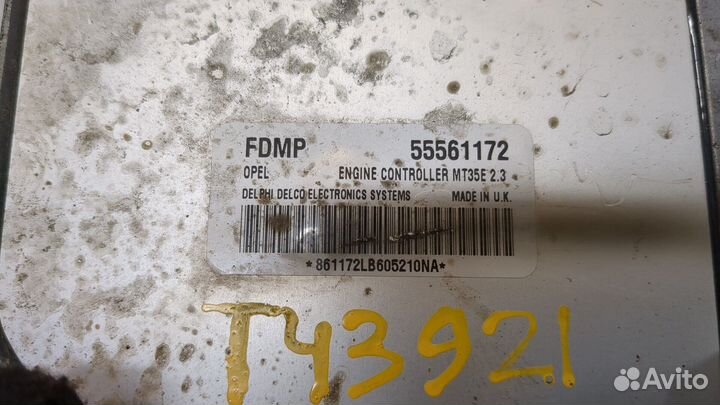 FDMP 55561172
OPEL ENGINE CONTROLLER MT35E 2.3
DELPHI DELCO ELECTRONICS SYSTEMS MADE IN U.K.
*861172LB605210NA*
T43921
Avito